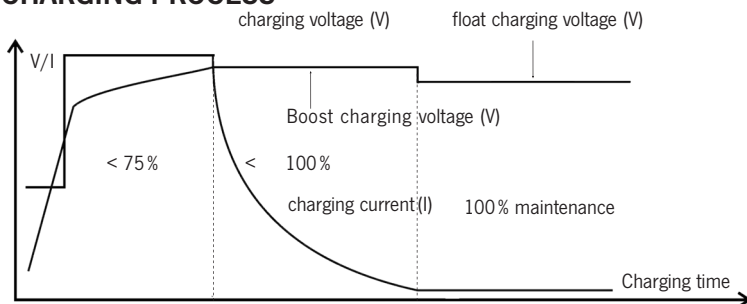 CHARGING PROCESS
charging voltage (V)
float charging voltage (V)
V/I
Boost charging voltage (V)
< 75%
< 100%
charging current(I)
100% maintenance
Charging time